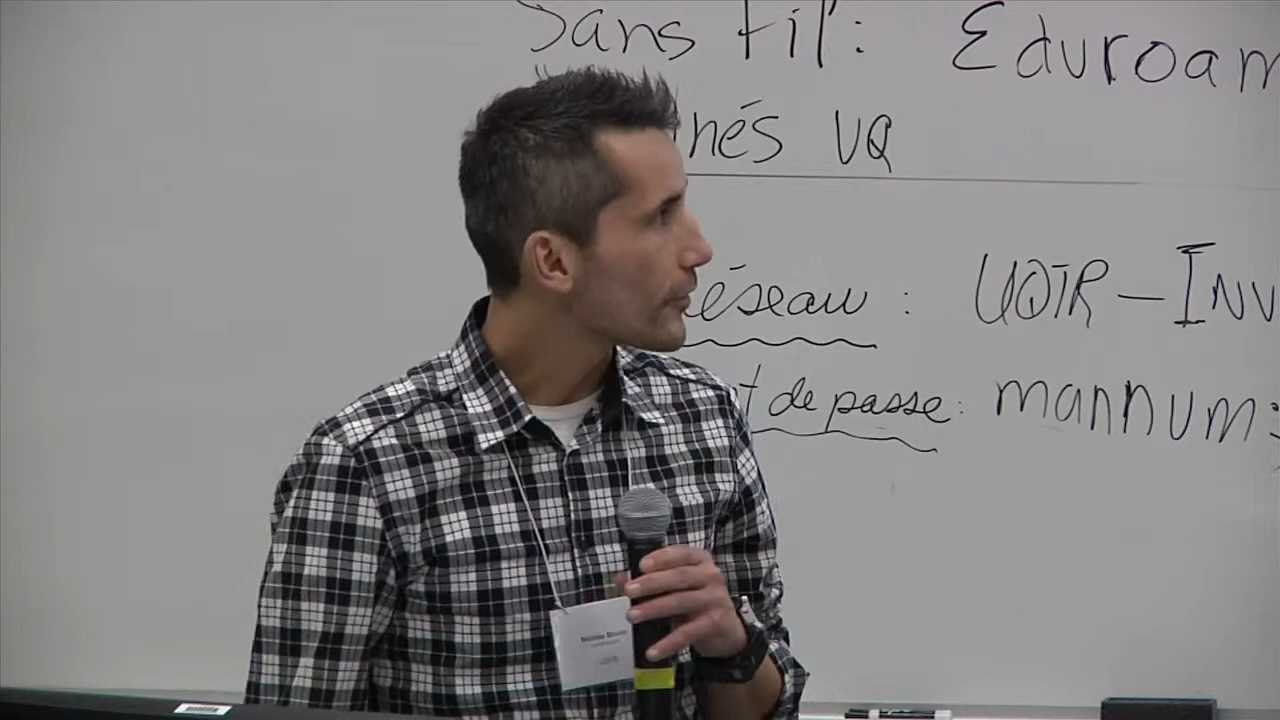 Sans fil : Eduroam
nés UQ
éseau : UQTR-Inv
t de passe : mannum